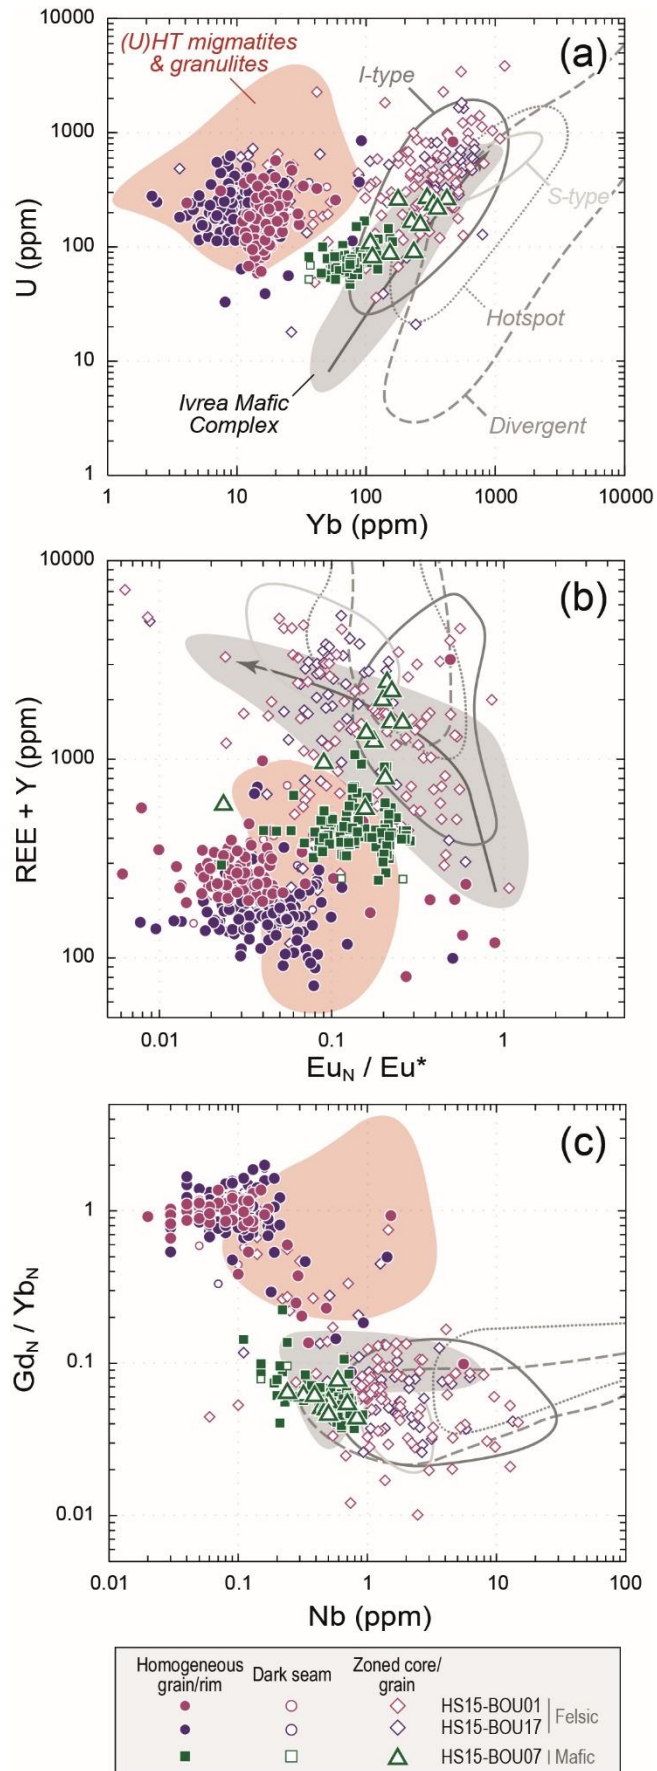 (a)
10000
1000
100
10
1
U (ppm)
(U)HT migmatites
& granulites
I-type
S-type
Hotspot
Divergent
Ivrea Mafic
Complex
1 10 100 1000 10000
Yb (ppm)
(b)
10000
1000
100
REE + Y (ppm)
0.01 0.1 1
EuN / Eu*
(c)
1
0.1
0.01
GdN / YbN
0.01 0.1 1 10 100
Nb (ppm)
Homogeneous
grain/rim
Dark seam
Zoned core/
grain
HS15-BOU01
HS15-BOU17
Felsic
HS15-BOU07
Mafic